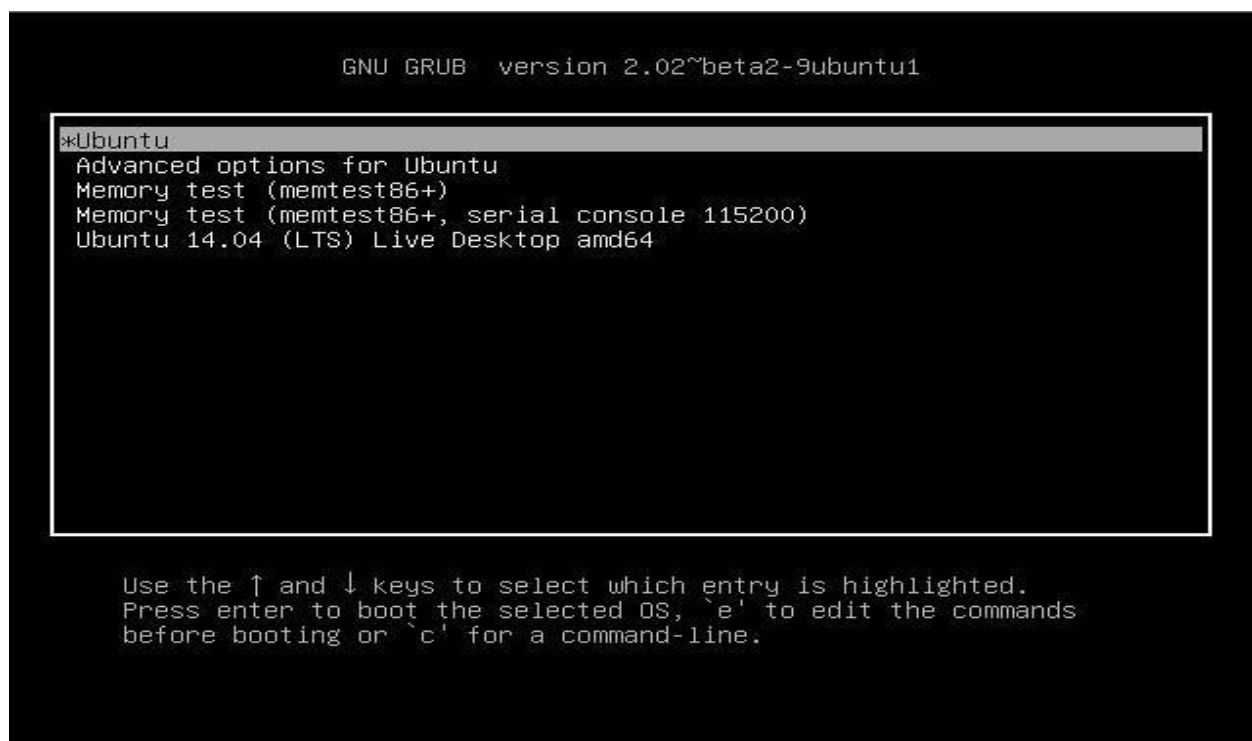 GNU GRUB  version 2.02~beta2-9ubuntu1
*Ubuntu
Advanced options for Ubuntu
Memory test (memtest86+)
Memory test (memtest86+, serial console 115200)
Ubuntu 14.04 (LTS) Live Desktop amd64
Use the ↑ and ↓ keys to select which entry is highlighted.
Press enter to boot the selected OS, `e' to edit the commands
before booting or `c' for a command-line.